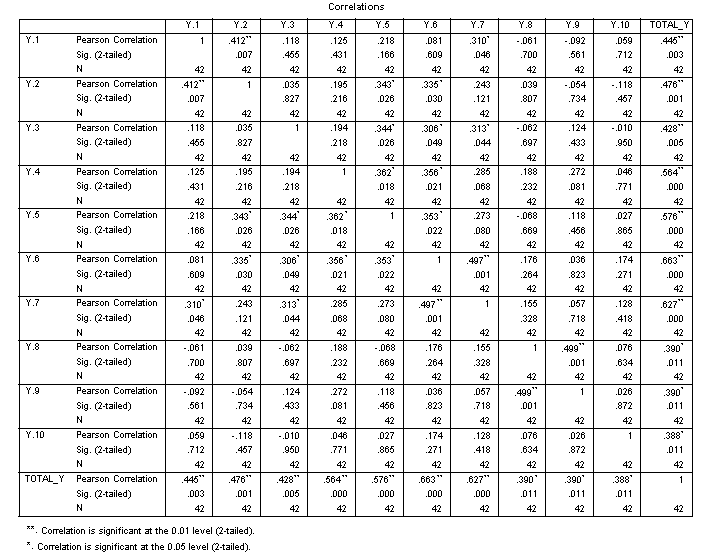 Correlations
Y.1 Y.2 Y.3 Y.4 Y.5 Y.6 Y.7 Y.8 Y.9 Y.10 TOTAL_Y
Y.1 Pearson Correlation 1 .412** .118 .125 .218 .081 .310* -.061 -.092 .059 .445**
Sig. (2-tailed) .007 .455 .431 .166 .609 .046 .700 .561 .712 .003
N 42 42 42 42 42 42 42 42 42 42 42
Y.2 Pearson Correlation .412** 1 .035 .195 .343* .335* .243 .039 -.054 -.118 .476**
Sig. (2-tailed) .007 .827 .216 .026 .030 .121 .807 .734 .457 .001
N 42 42 42 42 42 42 42 42 42 42 42
Y.3 Pearson Correlation .118 .035 1 .194 .344* .306* .313* -.062 .124 -.010 .428**
Sig. (2-tailed) .455 .827 .218 .026 .049 .044 .697 .433 .950 .005
N 42 42 42 42 42 42 42 42 42 42 42
Y.4 Pearson Correlation .125 .195 .194 1 .362* .356* .285 .188 .272 .046 .564**
Sig. (2-tailed) .431 .216 .218 .018 .021 .068 .232 .081 .771 .000
N 42 42 42 42 42 42 42 42 42 42 42
Y.5 Pearson Correlation .218 .343* .344* .362* 1 .353* .273 -.068 .118 .027 .576**
Sig. (2-tailed) .166 .026 .026 .018 .022 .080 .669 .456 .865 .000
N 42 42 42 42 42 42 42 42 42 42 42
Y.6 Pearson Correlation .081 .335* .306* .356* .353* 1 .497** .176 .036 .174 .663**
Sig. (2-tailed) .609 .030 .049 .021 .022 .001 .264 .823 .271 .000
N 42 42 42 42 42 42 42 42 42 42 42
Y.7 Pearson Correlation .310* .243 .313* .285 .273 .497** 1 .155 .057 .128 .627**
Sig. (2-tailed) .046 .121 .044 .068 .080 .001 .328 .718 .418 .000
N 42 42 42 42 42 42 42 42 42 42 42
Y.8 Pearson Correlation -.061 .039 -.062 .188 -.068 .176 .155 1 .499** .076 .390*
Sig. (2-tailed) .700 .807 .697 .232 .669 .264 .328 .001 .634 .011
N 42 42 42 42 42 42 42 42 42 42 42
Y.9 Pearson Correlation -.092 -.054 .124 .272 .118 .036 .057 .499** 1 .026 .390*
Sig. (2-tailed) .561 .734 .433 .081 .456 .823 .718 .001 .872 .011
N 42 42 42 42 42 42 42 42 42 42 42
Y.10 Pearson Correlation .059 -.118 -.010 .046 .027 .174 .128 .076 .026 1 .388*
Sig. (2-tailed) .712 .457 .950 .771 .865 .271 .418 .634 .872 .011
N 42 42 42 42 42 42 42 42 42 42 42
TOTAL_Y Pearson Correlation .445** .476** .428** .564** .576** .663** .627** .390* .390* .388* 1
Sig. (2-tailed) .003 .001 .005 .000 .000 .000 .000 .011 .011 .011
N 42 42 42 42 42 42 42 42 42 42 42
**. Correlation is significant at the 0.01 level (2-tailed).
*. Correlation is significant at the 0.05 level (2-tailed).